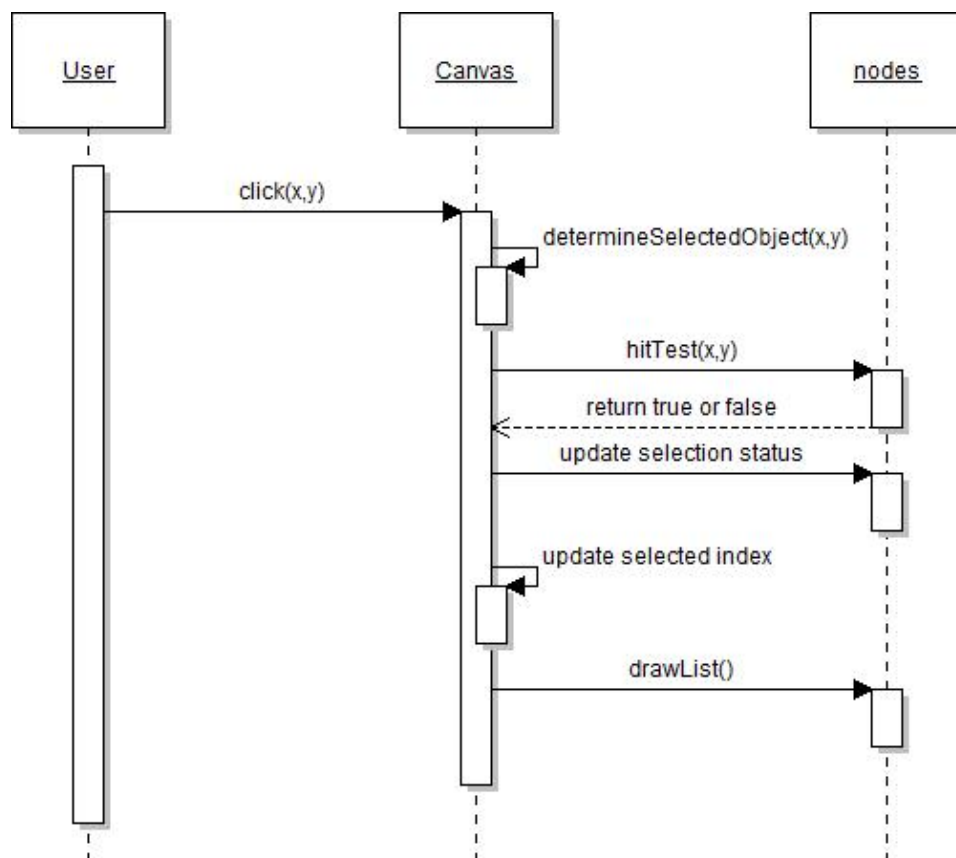 User
Canvas
nodes
click(x,y)
determineSelectedObject(x,y)
hitTest(x,y)
return true or false
update selection status
update selected index
drawList()